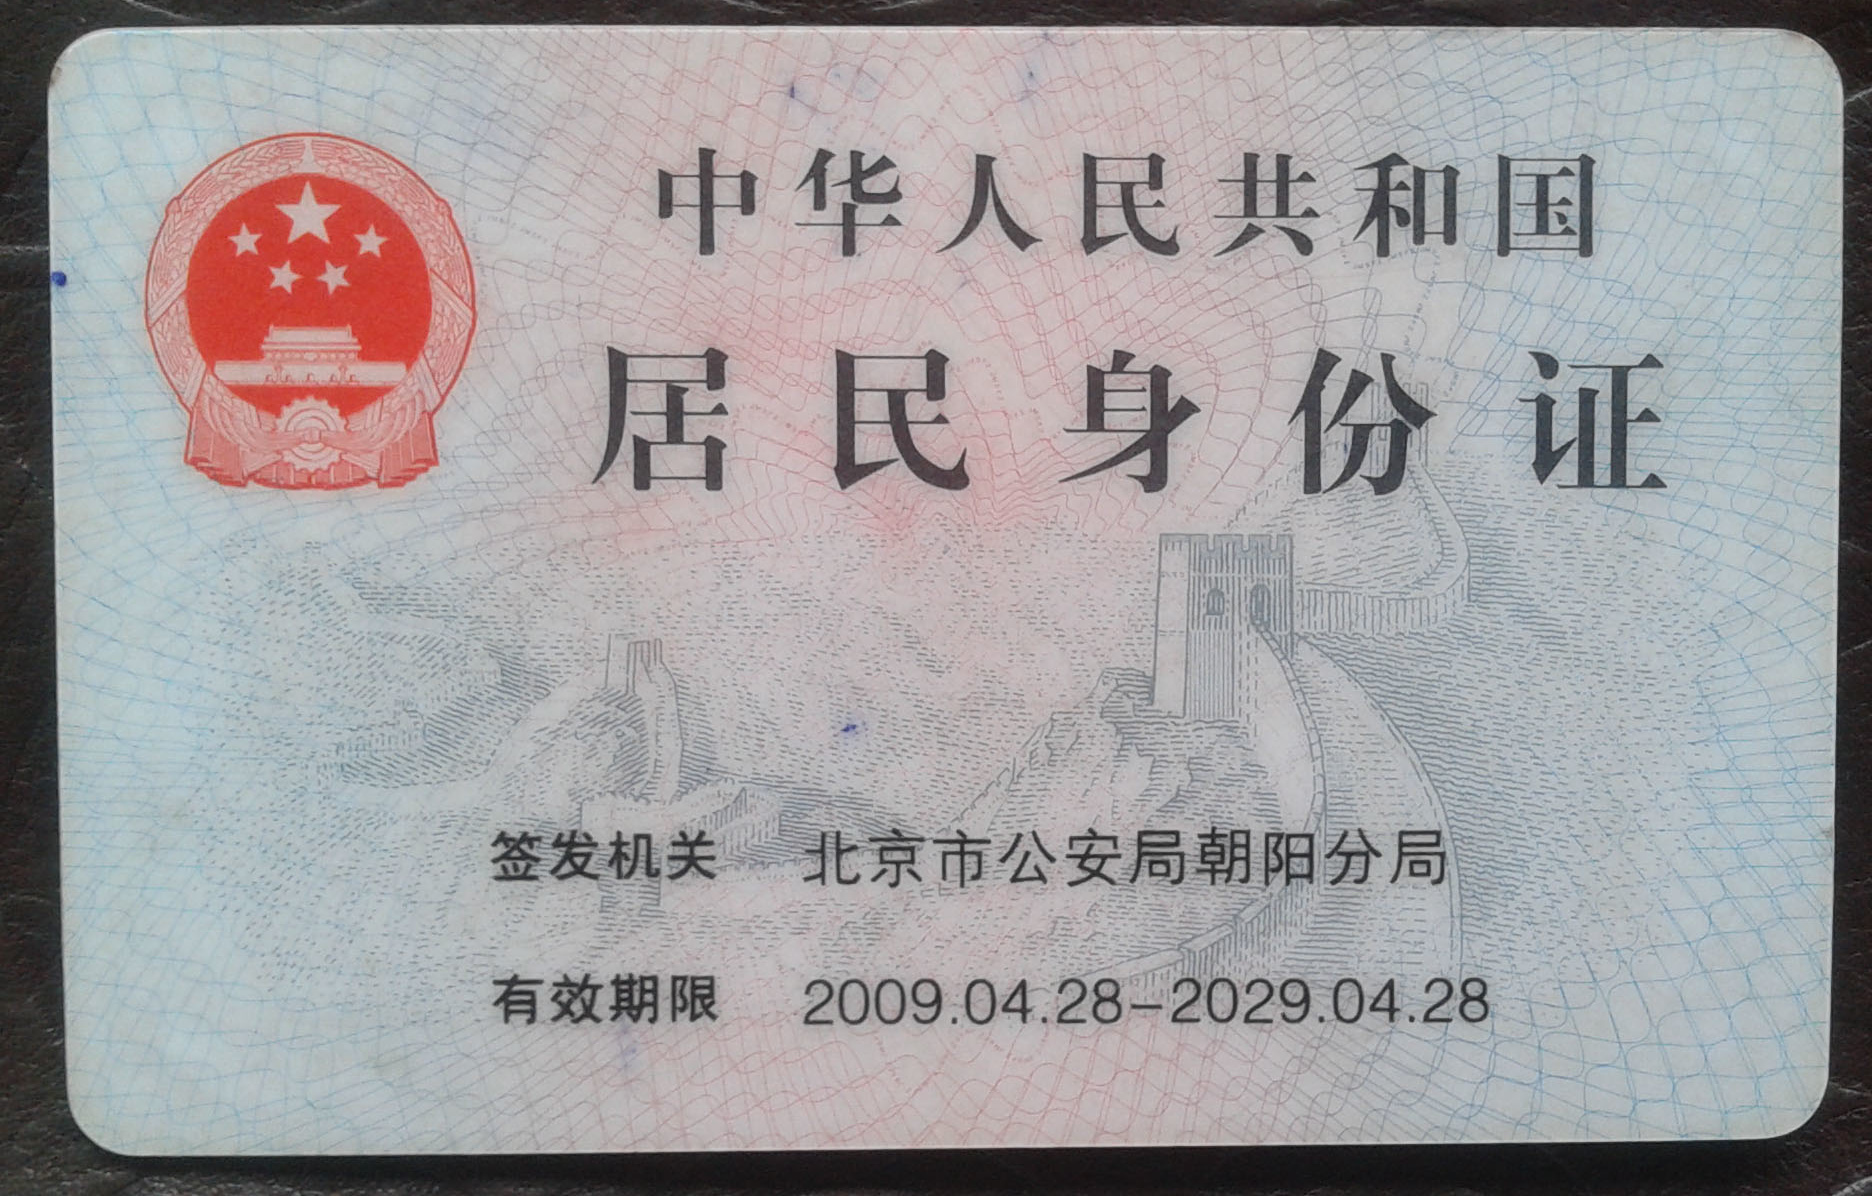 中华人民共和国
居民身份证
签发机关 北京市公安局朝阳分局
有效期限 2009.04.28-2029.04.28